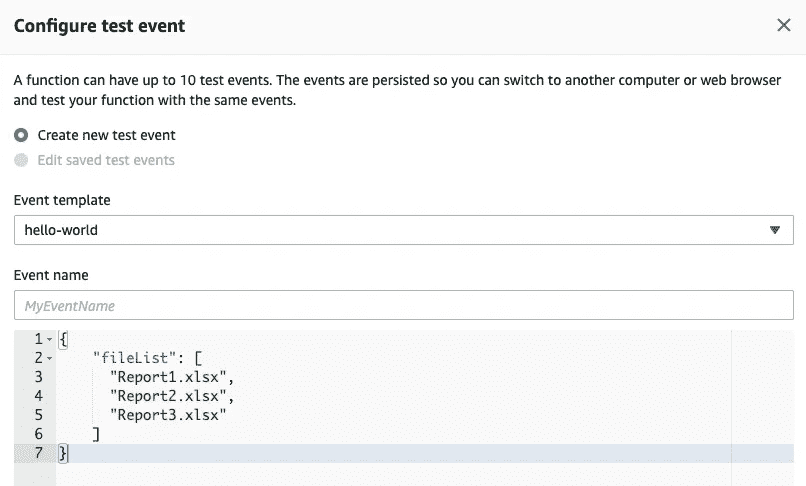 Configure test event
A function can have up to 10 test events. The events are persisted so you can switch to another computer or web browser
and test your function with the same events.
Create new test event
Edit saved test events
Event template
hello-world
Event name
MyEventName
1 {
2 "fileList": [
3 "Report1.xlsx",
4 "Report2.xlsx",
5 "Report3.xlsx"
6 ]
7 }